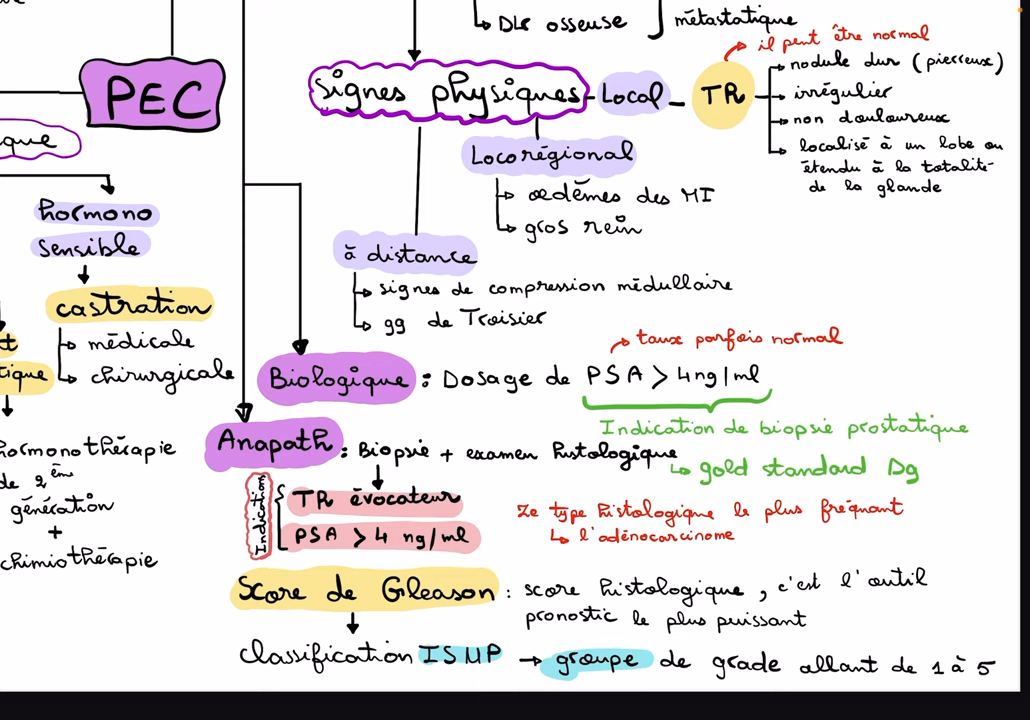 DLR osseuse
métastatique
il peut être normal
PEC
Signes physiques
Local
TR
nodule dur (pierreux)
irrégulier
non douloureux
localisé à un lobe ou
étendu à la totalité
de la glande
que
Locorégional
œdèmes des MI
gros rein
hormono
sensible
à distance
signes de compression médullaire
gg de Troisier
castration
médicale
chirurgicale
t
tique
taux parfois normal
Biologique : Dosage de PSA > 4ng/ml
Indication de biopsie prostatique
gold standard Dg
Anapath : Biopsie + examen histologique
hormonothérapie
de 2ème
génération
+
chimiothérapie
Indication
TR évocateur
PSA > 4 ng/ml
Le type histologique le plus fréquant
l'adénocarcinome
Score de Gleason : score histologique, c'est l'outil
pronostic le plus puissant
classification ISUP → groupe de grade allant de 1 à 5